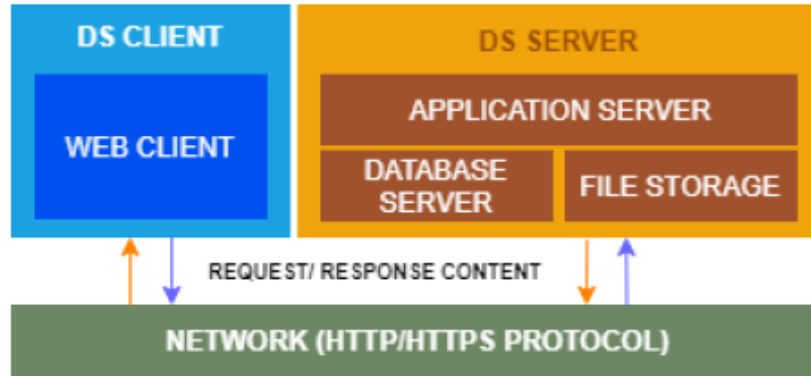 DS CLIENT
WEB CLIENT
DS SERVER
APPLICATION SERVER
DATABASE
SERVER
FILE STORAGE
REQUEST/ RESPONSE CONTENT
NETWORK (HTTP/HTTPS PROTOCOL)